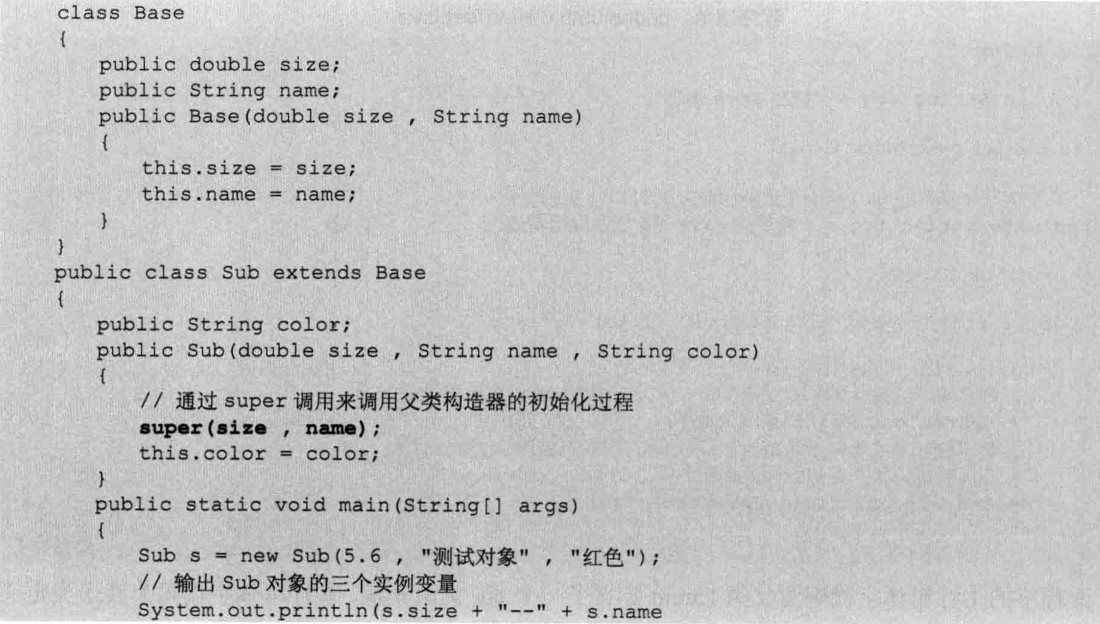 class Base
{
public double size;
public String name;
public Base(double size , String name)
{
this.size = size;
this.name = name;
}
}
public class Sub extends Base
{
public String color;
public Sub(double size , String name , String color)
{
// 通过 super 调用来调用父类构造器的初始化过程
super(size , name);
this.color = color;
}
public static void main(String[] args)
{
Sub s = new Sub(5.6 , "测试对象" , "红色");
// 输出 Sub 对象的三个实例变量
System.out.println(s.size + "--" + s.name